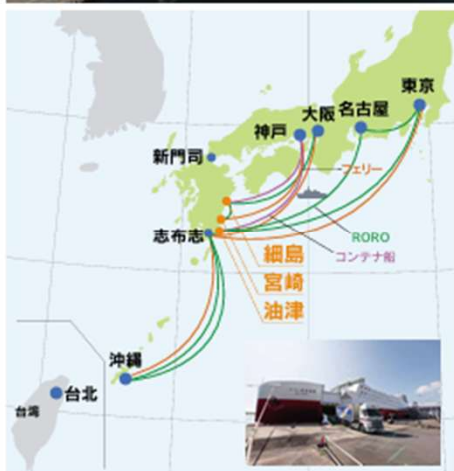 東京
名古屋
大阪
神戸
新門司
フェリー
志布志
RORO
コンテナ船
細島
宮崎
油津
沖縄
台北
台湾